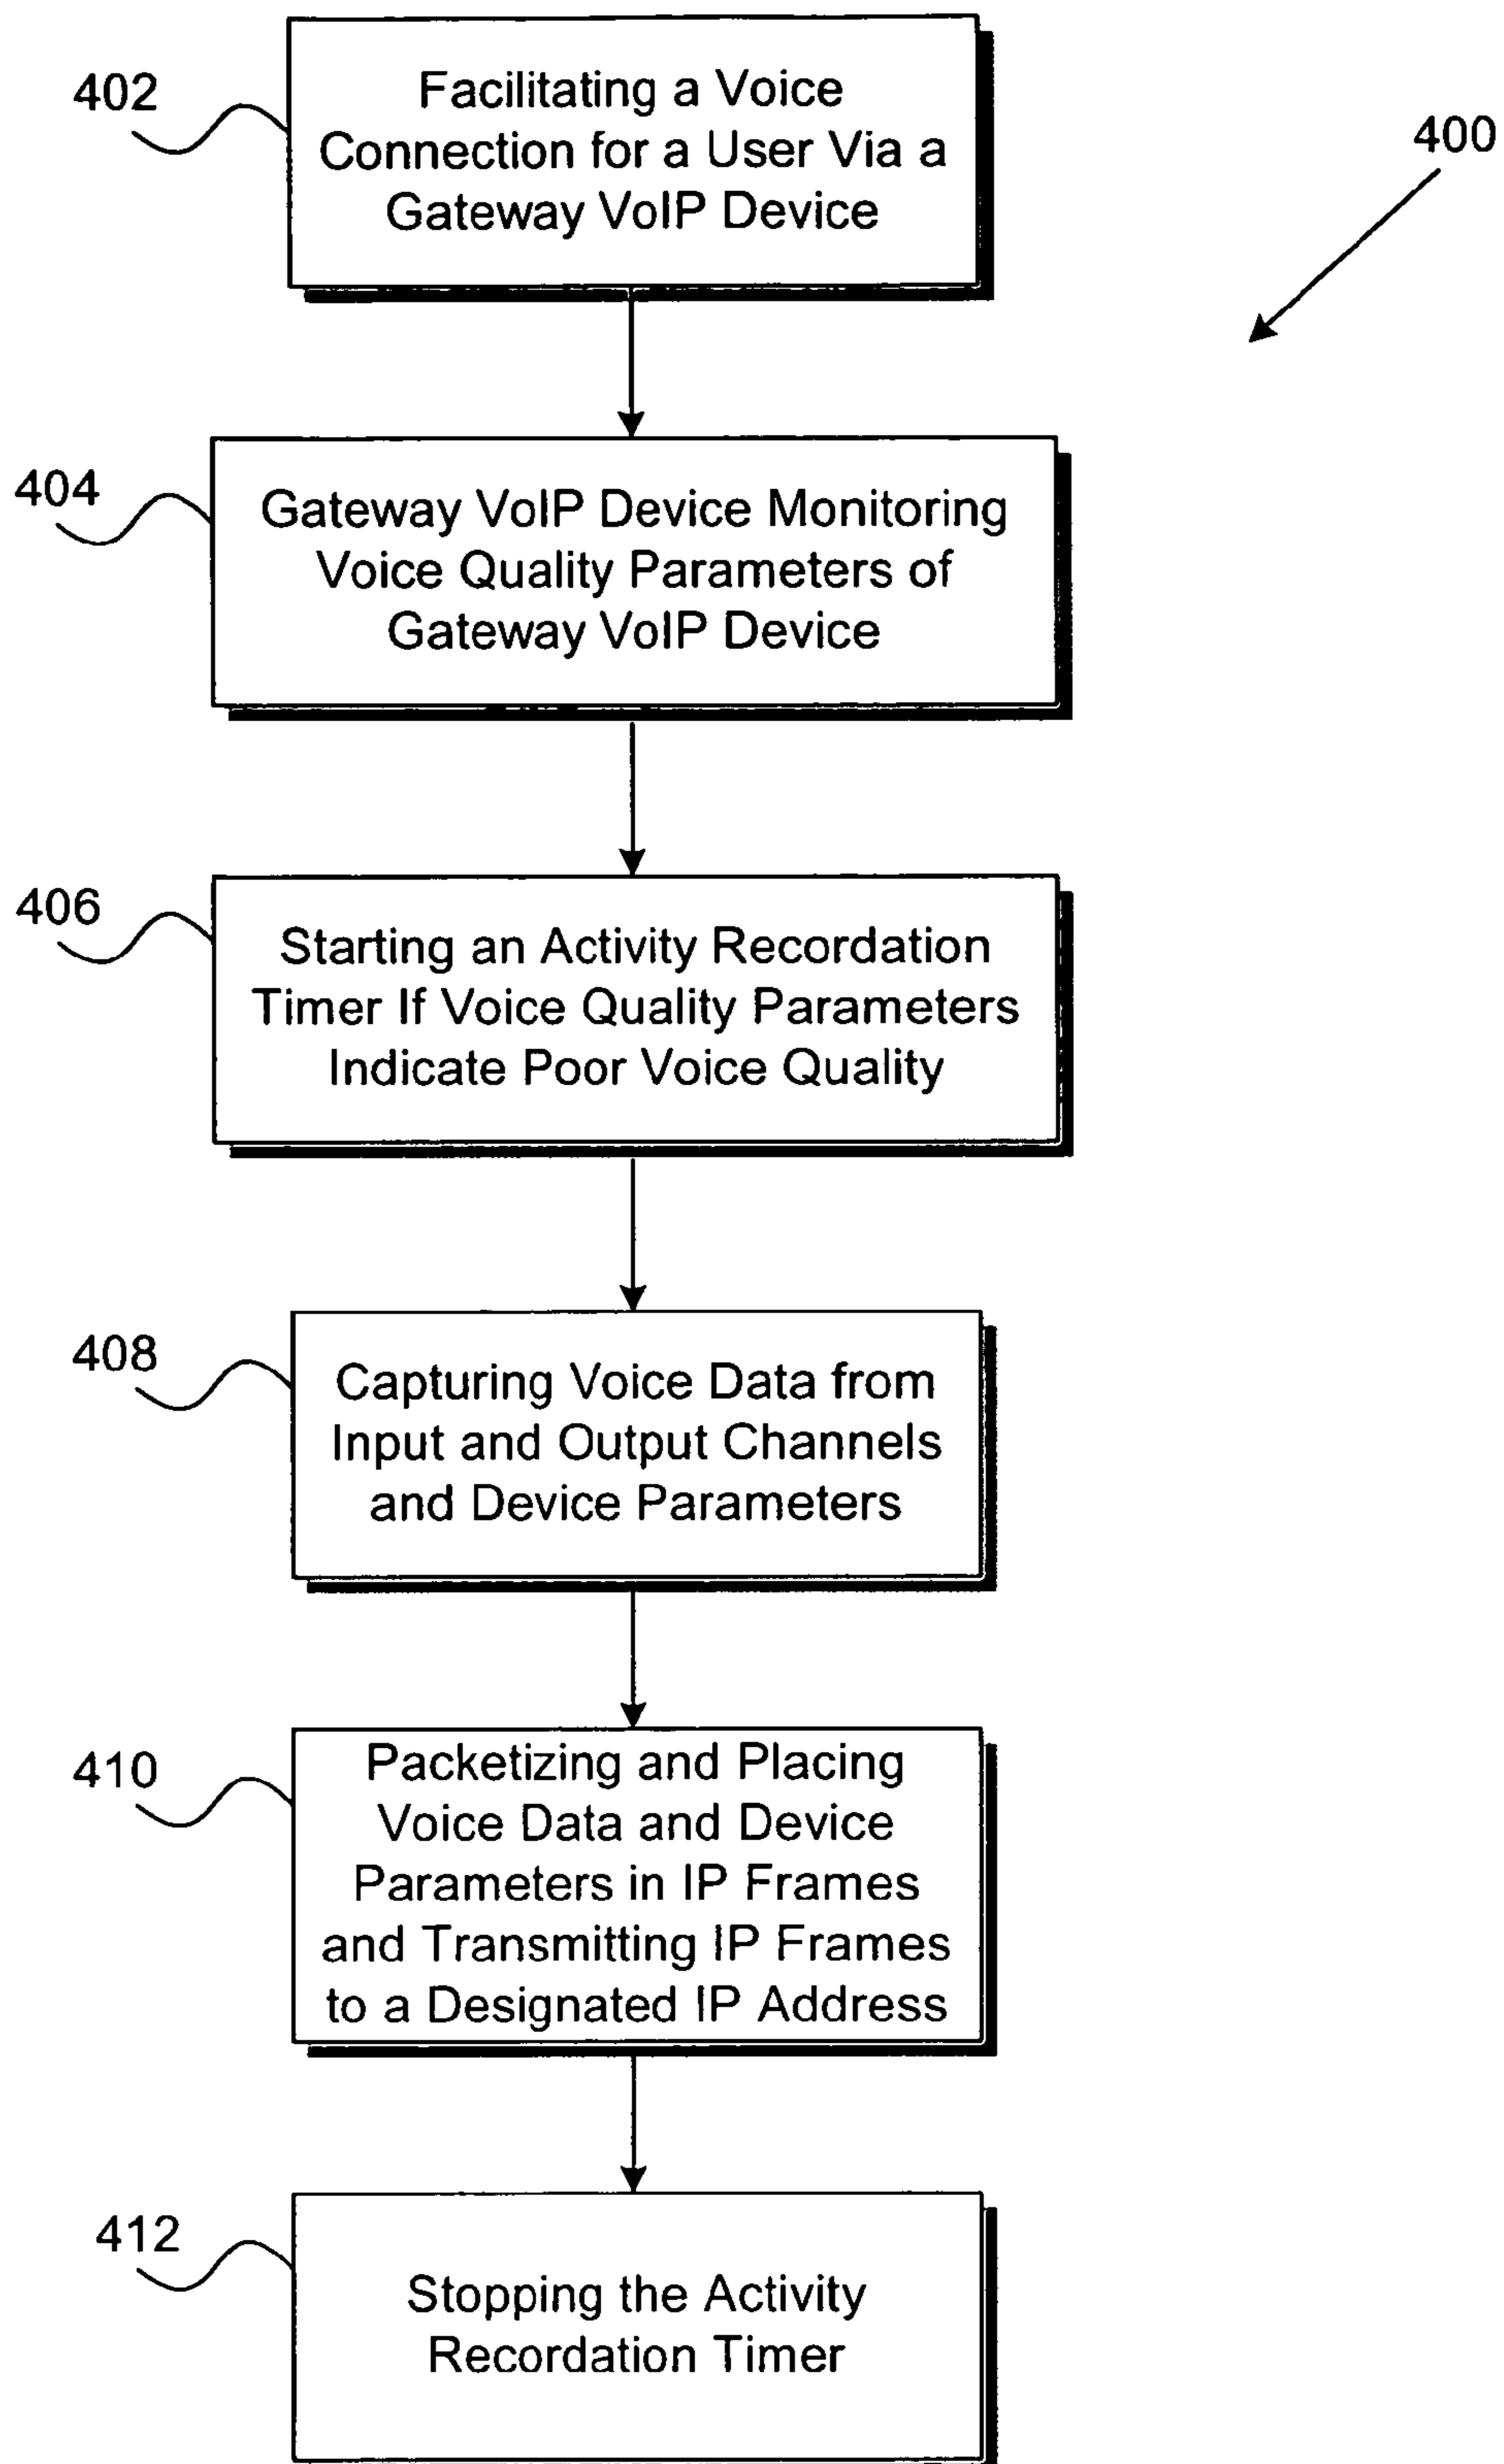 402
Facilitating a Voice
Connection for a User Via a
Gateway VoIP Device
400
404
Gateway VoIP Device Monitoring
Voice Quality Parameters of
Gateway VoIP Device
406
Starting an Activity Recordation
Timer If Voice Quality Parameters
Indicate Poor Voice Quality
408
Capturing Voice Data from
Input and Output Channels
and Device Parameters
410
Packetizing and Placing
Voice Data and Device
Parameters in IP Frames
and Transmitting IP Frames
to a Designated IP Address
412
Stopping the Activity
Recordation Timer